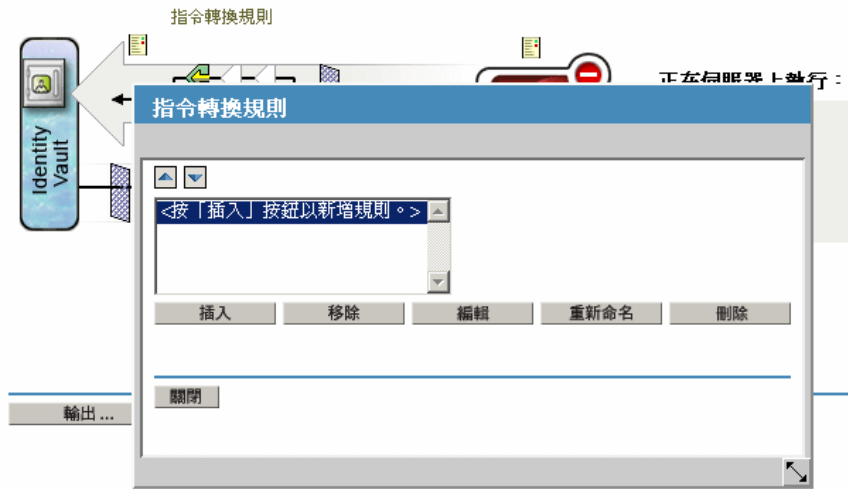 指令轉換規則
正在伺服器上執行：
指令轉換規則
Identity
Vault
<按「插入」按鈕以新增規則。>
插入 移除 編輯 重新命名 刪除
關閉
輸出 ...